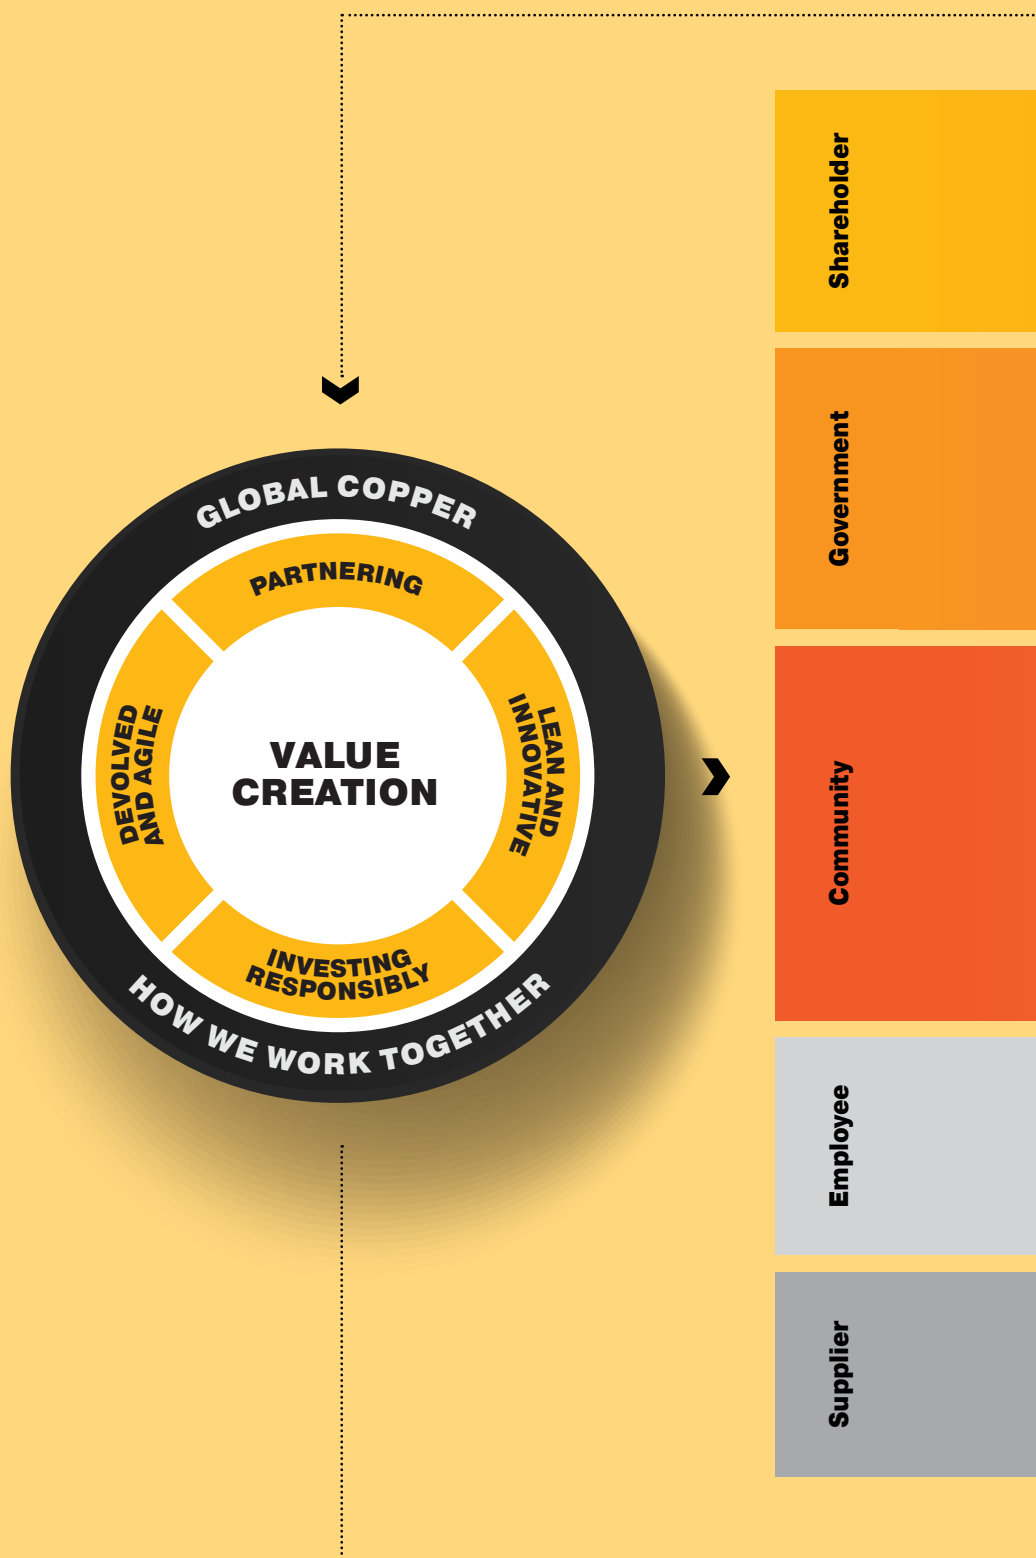 GLOBAL COPPER
PARTNERING
DEVOLVED
AND AGILE
VALUE
CREATION
LEAN AND
INNOVATIVE
INVESTING
RESPONSIBLY
HOW WE WORK TOGETHER
Shareholder
Government
Community
Employee
Supplier